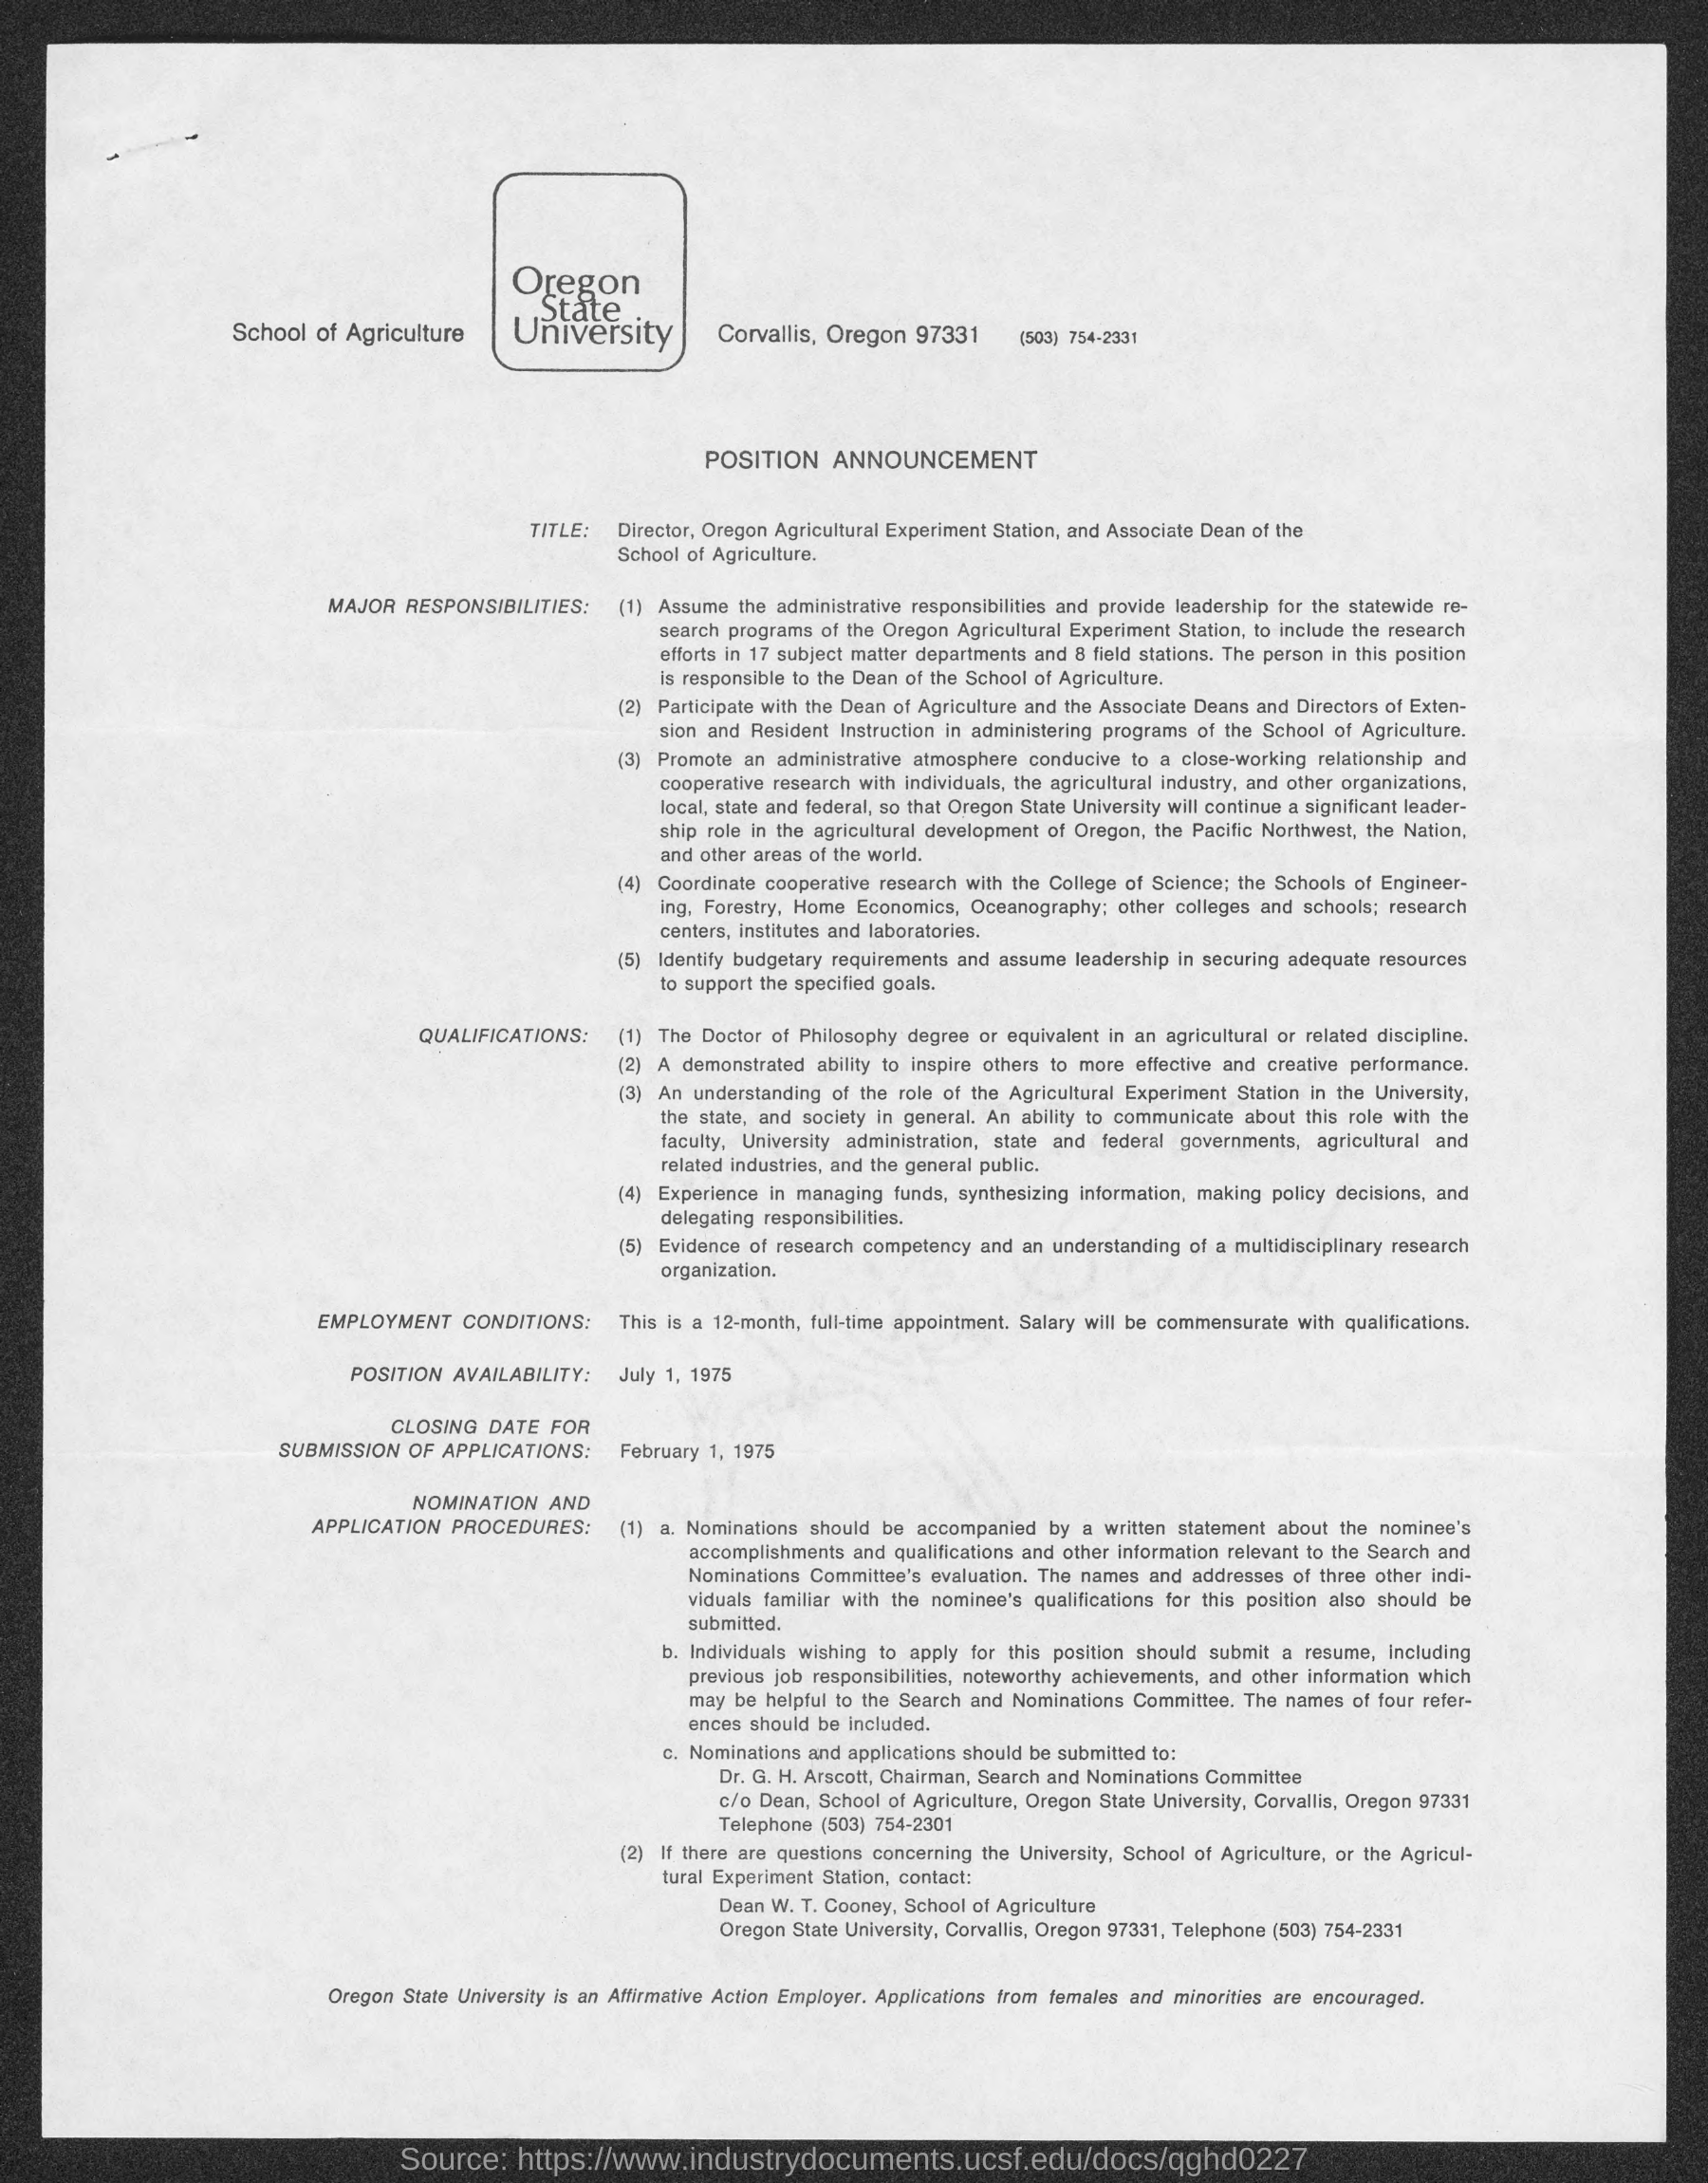 School of Agriculture
Oregon
State
University
Corvallis, Oregon 97331 (503) 754-2331
POSITION ANNOUNCEMENT
TITLE: Director, Oregon Agricultural Experiment Station, and Associate Dean of the
School of Agriculture.
MAJOR RESPONSIBILITIES: (1) Assume the administrative responsibilities and provide leadership for the statewide re-
search programs of the Oregon Agricultural Experiment Station, to include the research
efforts in 17 subject matter departments and 8 field stations. The person in this position
is responsible to the Dean of the School of Agriculture.
(2) Participate with the Dean of Agriculture and the Associate Deans and Directors of Exten-
sion and Resident Instruction in administering programs of the School of Agriculture.
(3) Promote an administrative atmosphere conducive to a close-working relationship and
cooperative research with individuals, the agricultural industry, and other organizations,
local, state and federal, so that Oregon State University will continue a significant leader-
ship role in the agricultural development of Oregon, the Pacific Northwest, the Nation,
and other areas of the world.
(4) Coordinate cooperative research with the College of Science; the Schools of Engineer-
ing, Forestry, Home Economics, Oceanography; other colleges and schools; research
centers, institutes and laboratories.
(5) Identify budgetary requirements and assume leadership in securing adequate resources
to support the specified goals.
QUALIFICATIONS: (1) The Doctor of Philosophy degree or equivalent in an agricultural or related discipline.
(2) A demonstrated ability to inspire others to more effective and creative performance.
(3) An understanding of the role of the Agricultural Experiment Station in the University,
the state, and society in general. An ability to communicate about this role with the
faculty, University administration, state and federal governments, agricultural and
related industries, and the general public.
(4) Experience in managing funds, synthesizing information, making policy decisions, and
delegating responsibilities.
(5) Evidence of research competency and an understanding of a multidisciplinary research
organization.
EMPLOYMENT CONDITIONS: This is a 12-month, full-time appointment. Salary will be commensurate with qualifications.
POSITION AVAILABILITY: July 1, 1975
CLOSING DATE FOR
SUBMISSION OF APPLICATIONS: February 1, 1975
NOMINATION AND
APPLICATION PROCEDURES: (1) a. Nominations should be accompanied by a written statement about the nominee's
accomplishments and qualifications and other information relevant to the Search and
Nominations Committee's evaluation. The names and addresses of three other indi-
viduals familiar with the nominee's qualifications for this position also should be
submitted.
b. Individuals wishing to apply for this position should submit a resume, including
previous job responsibilities, noteworthy achievements, and other information which
may be helpful to the Search and Nominations Committee. The names of four refer-
ences should be included.
c. Nominations and applications should be submitted to:
Dr. G. H. Arscott, Chairman, Search and Nominations Committee
c/o Dean, School of Agriculture, Oregon State University, Corvallis, Oregon 97331
Telephone (503) 754-2301
(2) If there are questions concerning the University, School of Agriculture, or the Agricul-
tural Experiment Station, contact:
Dean W. T. Cooney, School of Agriculture
Oregon State University, Corvallis, Oregon 97331, Telephone (503) 754-2331
Oregon State University is an Affirmative Action Employer. Applications from females and minorities are encouraged.
Source: https://www.industrydocuments.ucsf.edu/docs/qghd0227